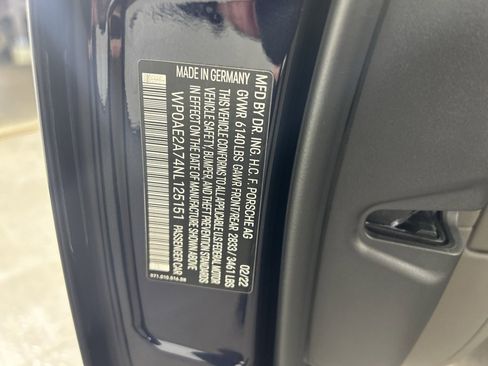 MFD BY DR. ING. H.C. F. PORSCHE AG 02/22
GVWR 6140 LBS GAWR FRONT/REAR 2833/3461 LBS
THIS VEHICLE CONFORMS TO ALL APPLICABLE US FEDERAL MOTOR
VEHICLE SAFETY, BUMPER, AND THEFT PREVENTION STANDARDS
IN EFFECT ON THE DATE OF MANUFACTURE SHOWN ABOVE
WP0AE2A74NL125151 PASSENGER CAR
MADE IN GERMANY